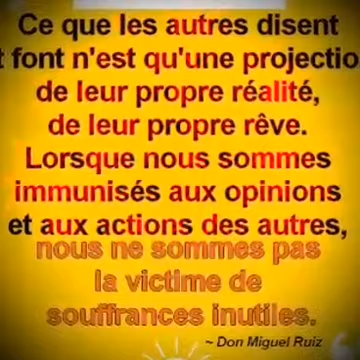 Ce que les autres disent
t font n'est qu'une projectio
de leur propre réalité,
de leur propre rêve.
Lorsque nous sommes
immunisés aux opinions
et aux actions des autres,
nous ne sommes pas
la victime de
souffrances inutiles.
~ Don Miguel Ruiz